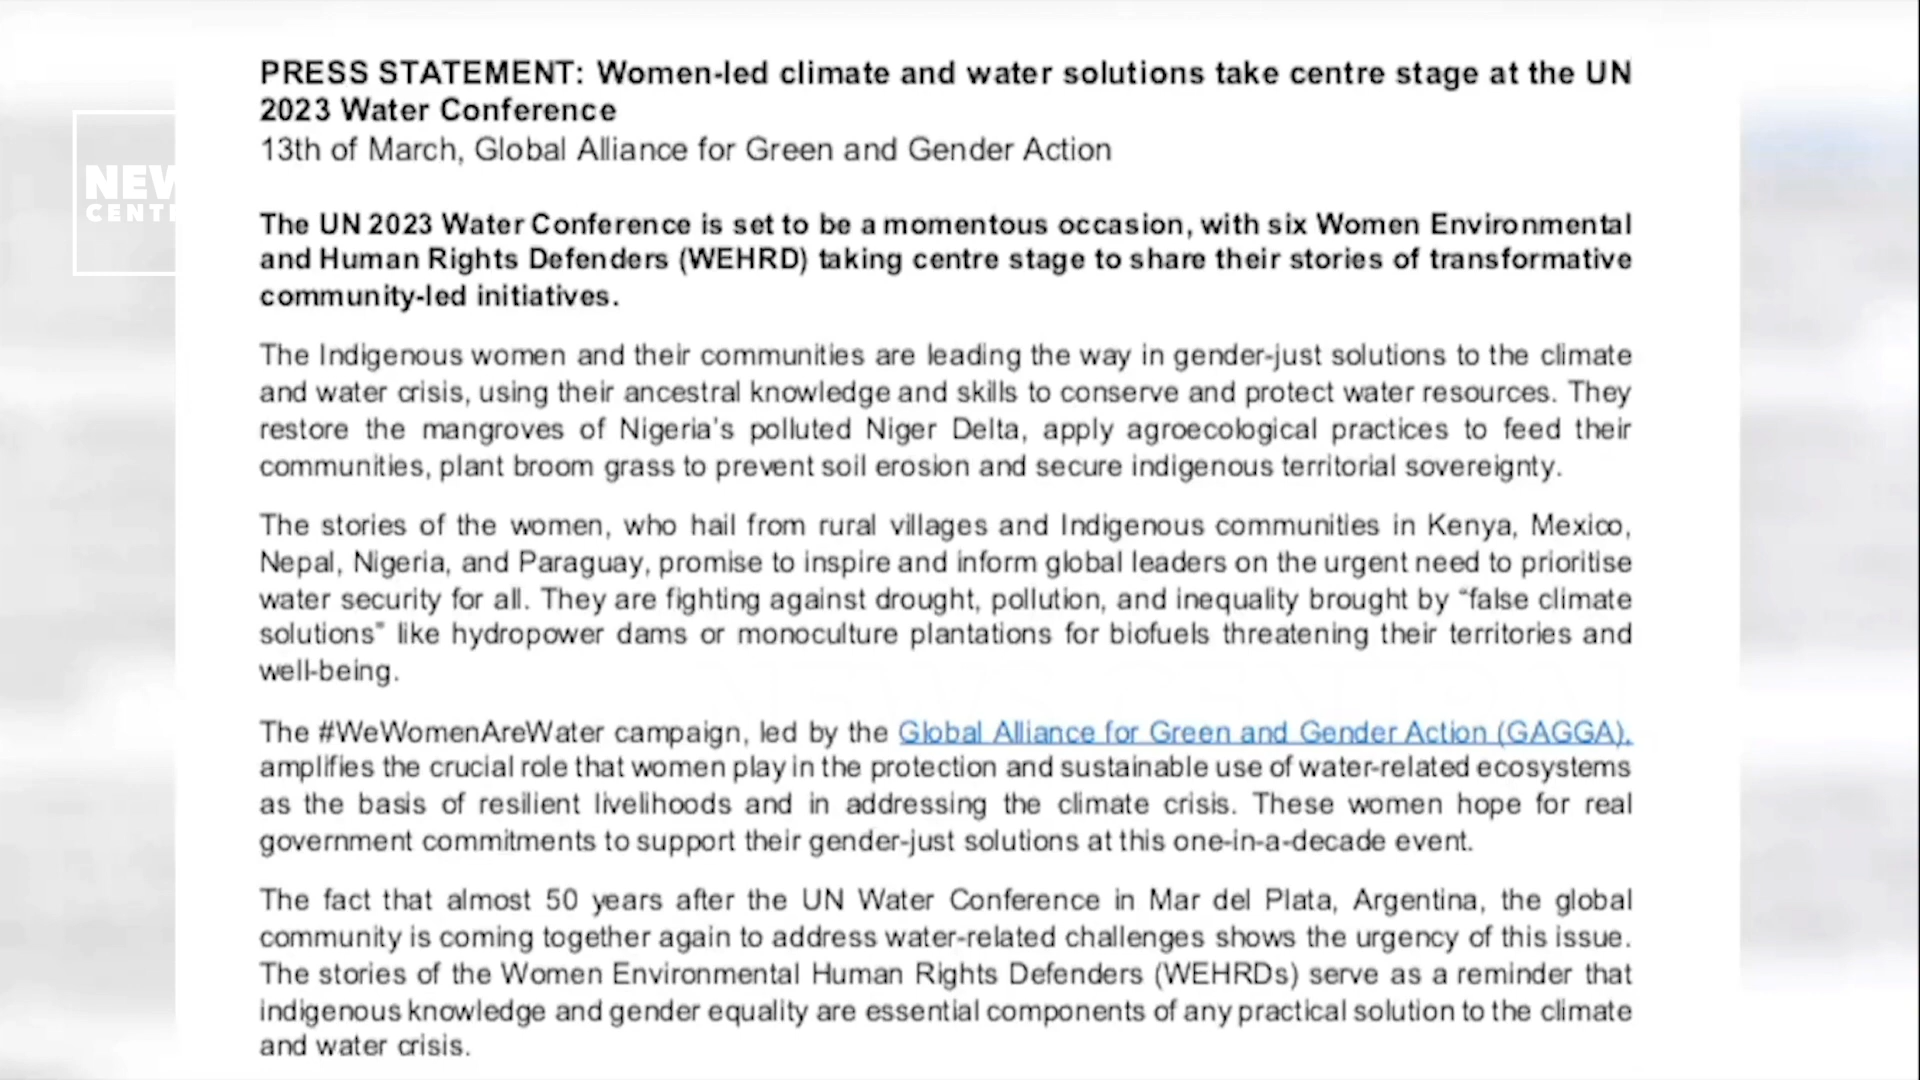 PRESS STATEMENT: Women-led climate and water solutions take centre stage at the UN
2023 Water Conference
13th of March, Global Alliance for Green and Gender Action
The UN 2023 Water Conference is set to be a momentous occasion, with six Women Environmental
and Human Rights Defenders (WEHRD) taking centre stage to share their stories of transformative
community-led initiatives.
The Indigenous women and their communities are leading the way in gender-just solutions to the climate
and water crisis, using their ancestral knowledge and skills to conserve and protect water resources. They
restore the mangroves of Nigeria's polluted Niger Delta, apply agroecological practices to feed their
communities, plant broom grass to prevent soil erosion and secure indigenous territorial sovereignty.
The stories of the women, who hail from rural villages and Indigenous communities in Kenya, Mexico,
Nepal, Nigeria, and Paraguay, promise to inspire and inform global leaders on the urgent need to prioritise
water security for all. They are fighting against drought, pollution, and inequality brought by “false climate
solutions” like hydropower dams or monoculture plantations for biofuels threatening their territories and
well-being.
The #WeWomenAreWater campaign, led by the Global Alliance for Green and Gender Action (GAGGA),
amplifies the crucial role that women play in the protection and sustainable use of water-related ecosystems
as the basis of resilient livelihoods and in addressing the climate crisis. These women hope for real
government commitments to support their gender-just solutions at this one-in-a-decade event.
The fact that almost 50 years after the UN Water Conference in Mar del Plata, Argentina, the global
community is coming together again to address water-related challenges shows the urgency of this issue.
The stories of the Women Environmental Human Rights Defenders (WEHRDs) serve as a reminder that
indigenous knowledge and gender equality are essential components of any practical solution to the climate
and water crisis.